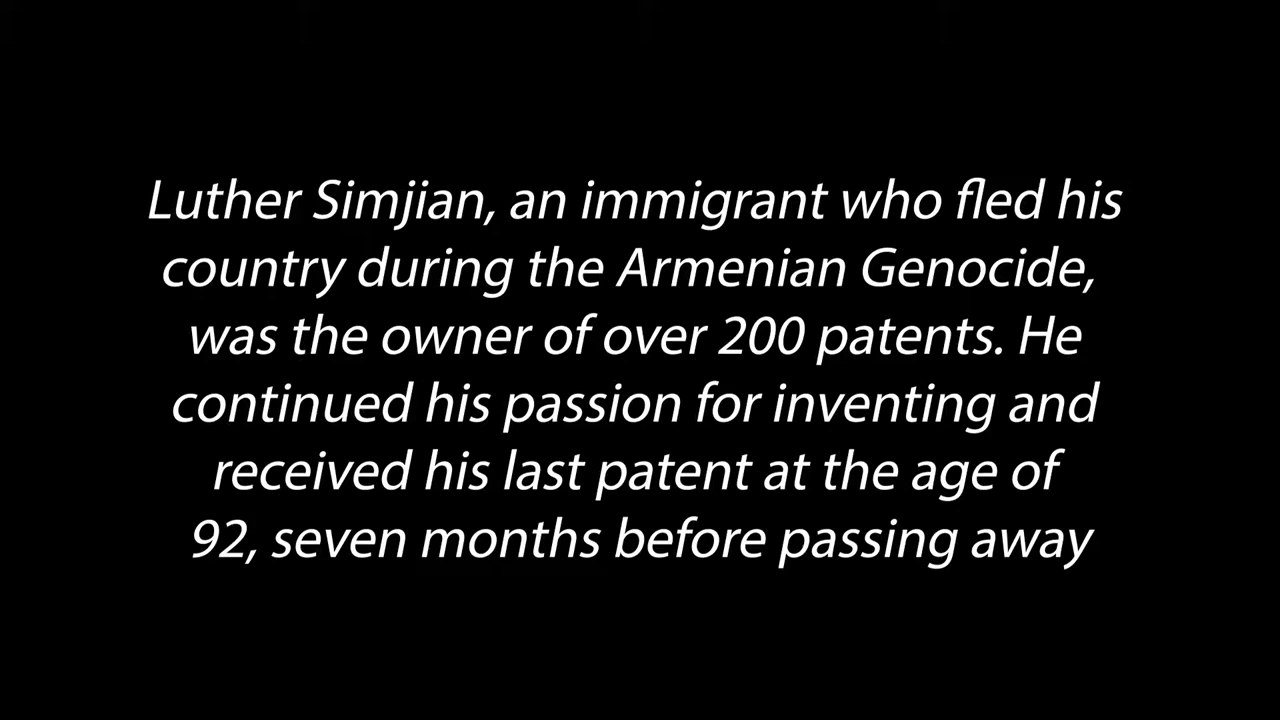 Luther Simjian, an immigrant who fled his
country during the Armenian Genocide,
was the owner of over 200 patents. He
continued his passion for inventing and
received his last patent at the age of
92, seven months before passing away